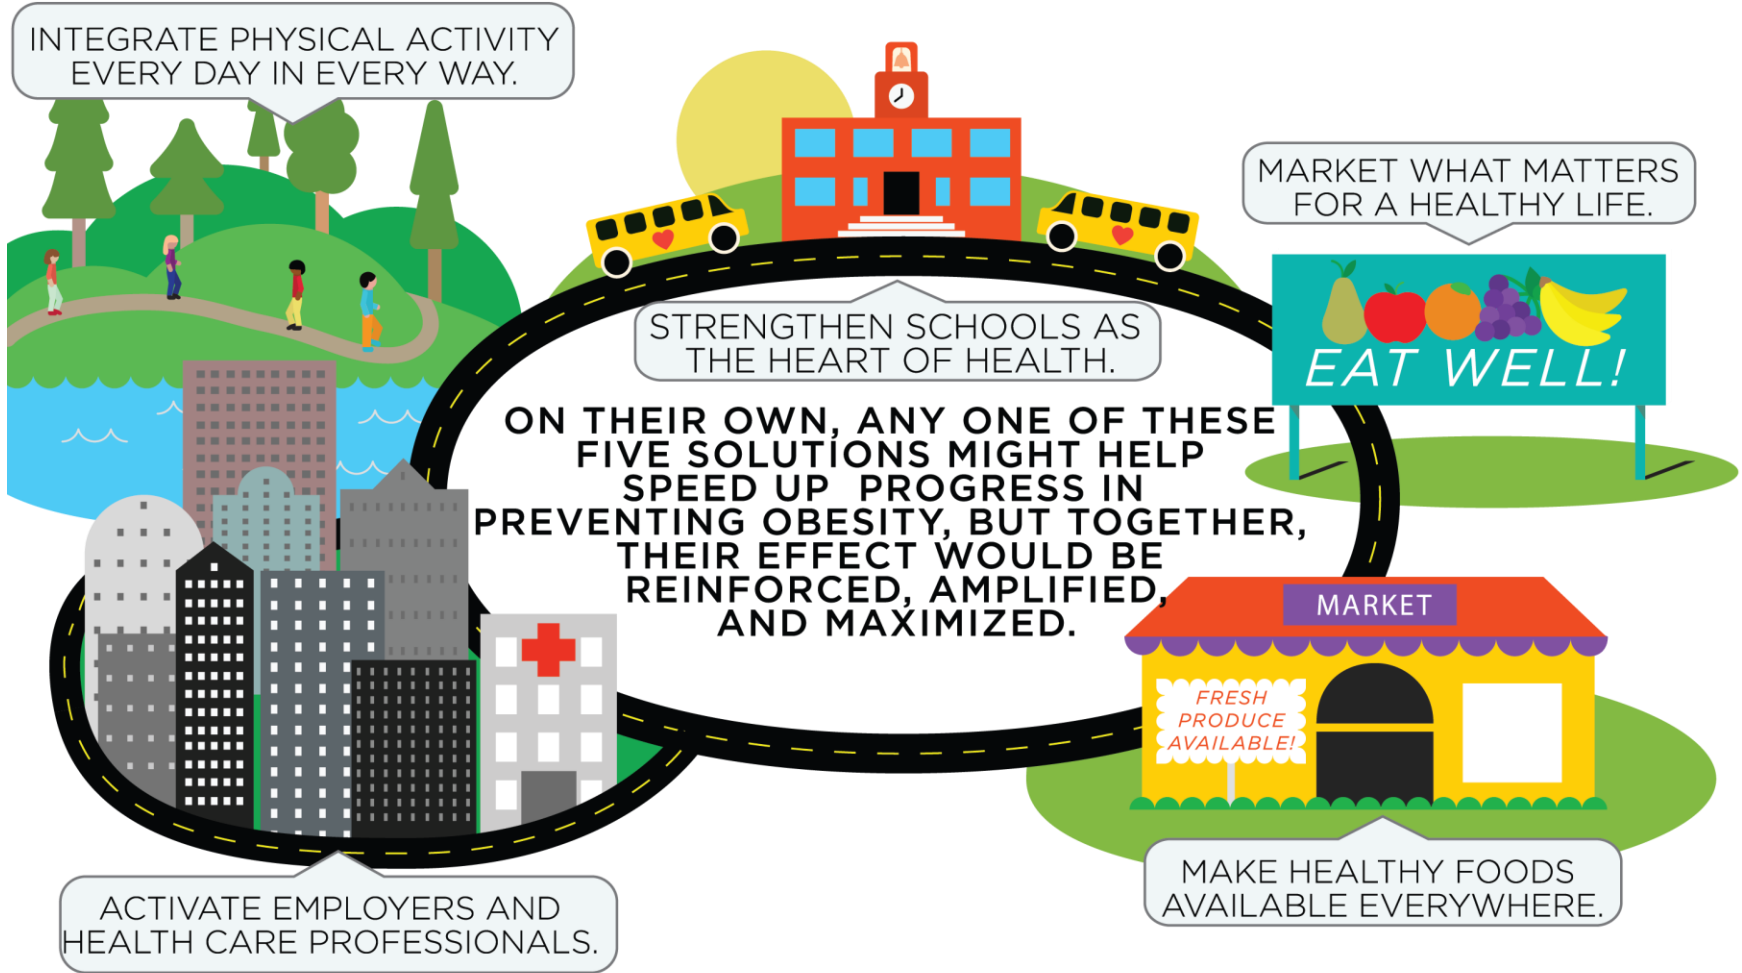 INTEGRATE PHYSICAL ACTIVITY
EVERY DAY IN EVERY WAY.
MARKET WHAT MATTERS
FOR A HEALTHY LIFE.
EAT WELL!
STRENGTHEN SCHOOLS AS
THE HEART OF HEALTH.
ON THEIR OWN, ANY ONE OF THESE
FIVE SOLUTIONS MIGHT HELP
SPEED UP PROGRESS IN
PREVENTING OBESITY, BUT TOGETHER,
THEIR EFFECT WOULD BE
REINFORCED, AMPLIFIED,
AND MAXIMIZED.
MARKET
FRESH
PRODUCE
AVAILABLE!
MAKE HEALTHY FOODS
AVAILABLE EVERYWHERE.
ACTIVATE EMPLOYERS AND
HEALTH CARE PROFESSIONALS.